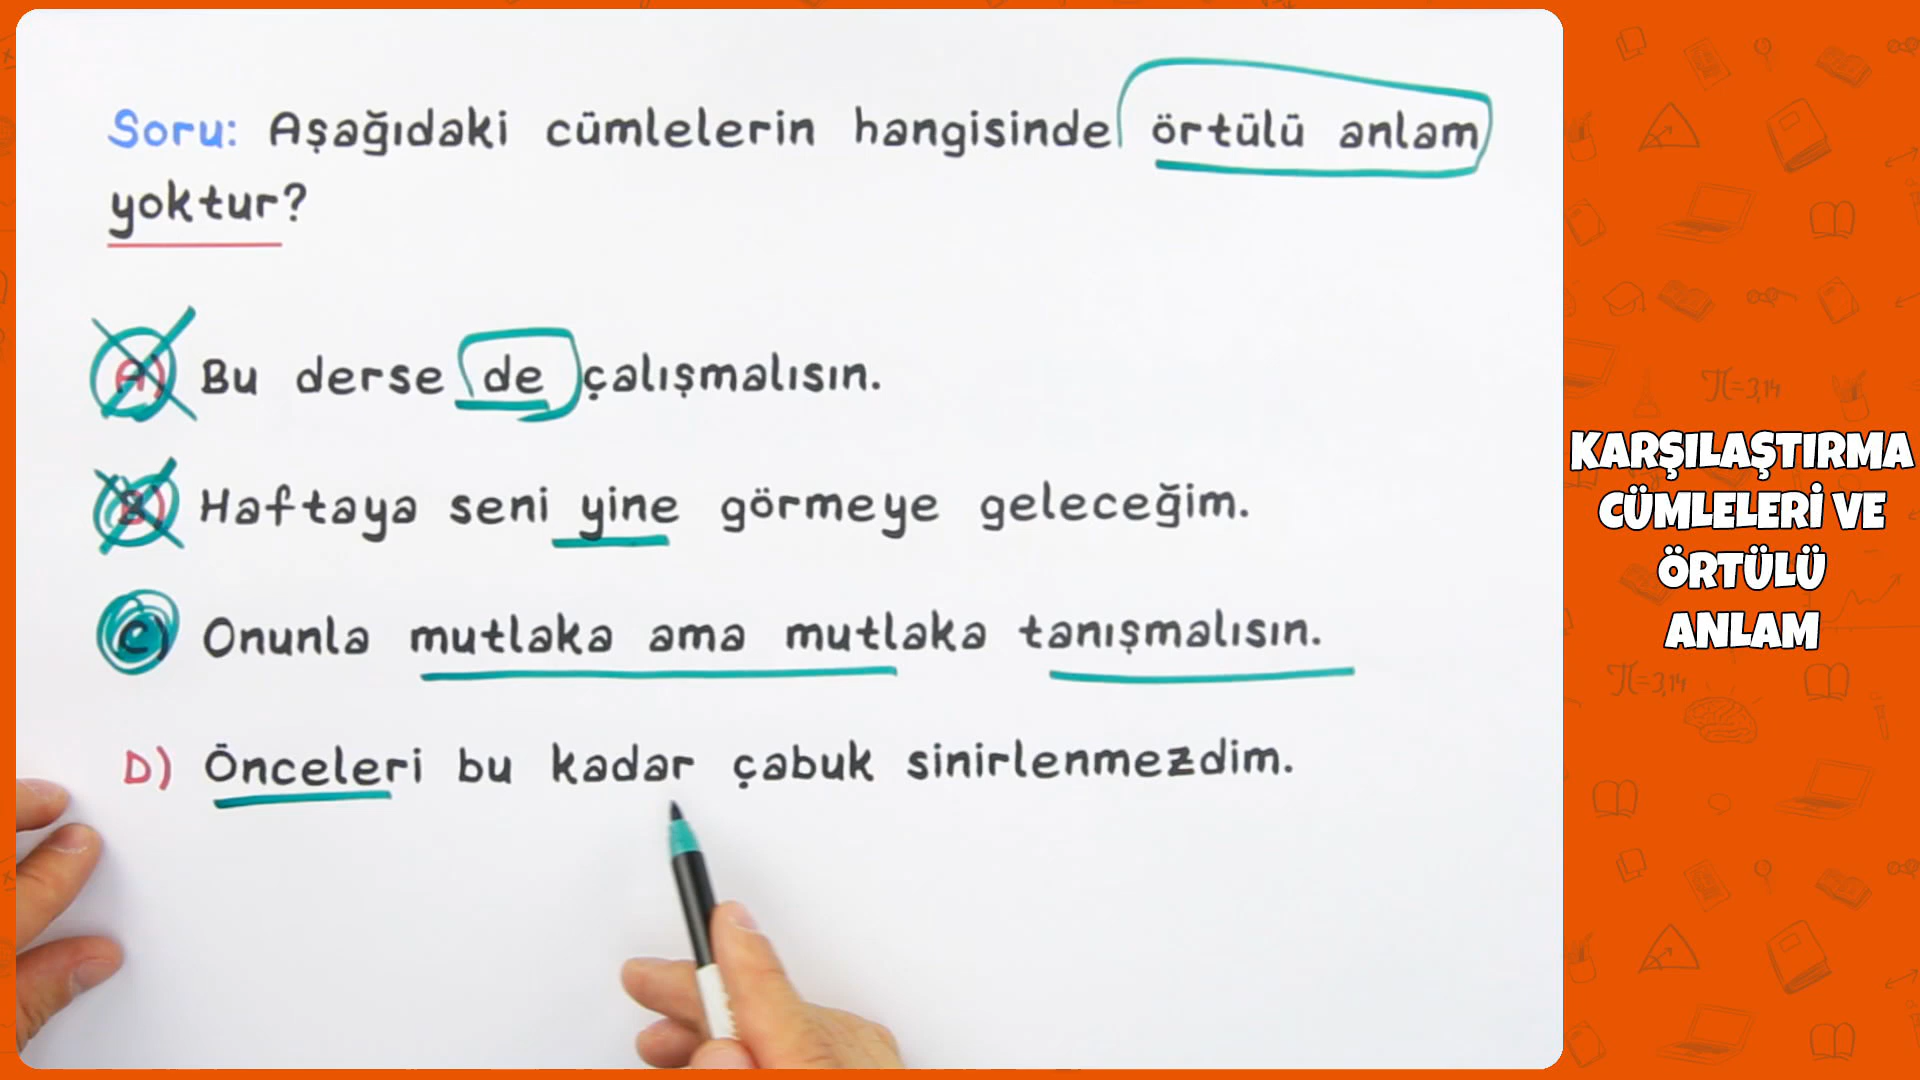 Soru: Aşağıdaki cümlelerin hangisinde örtülü anlam
yoktur?
A) Bu derse de çalışmalısın.
B) Haftaya seni yine görmeye geleceğim.
C) Onunla mutlaka ama mutlaka tanışmalısın.
D) Önceleri bu kadar çabuk sinirlenmezdim.
KARŞILAŞTIRMA
CÜMLELERİ VE
ÖRTÜLÜ
ANLAM
π=3,14
π=3,14